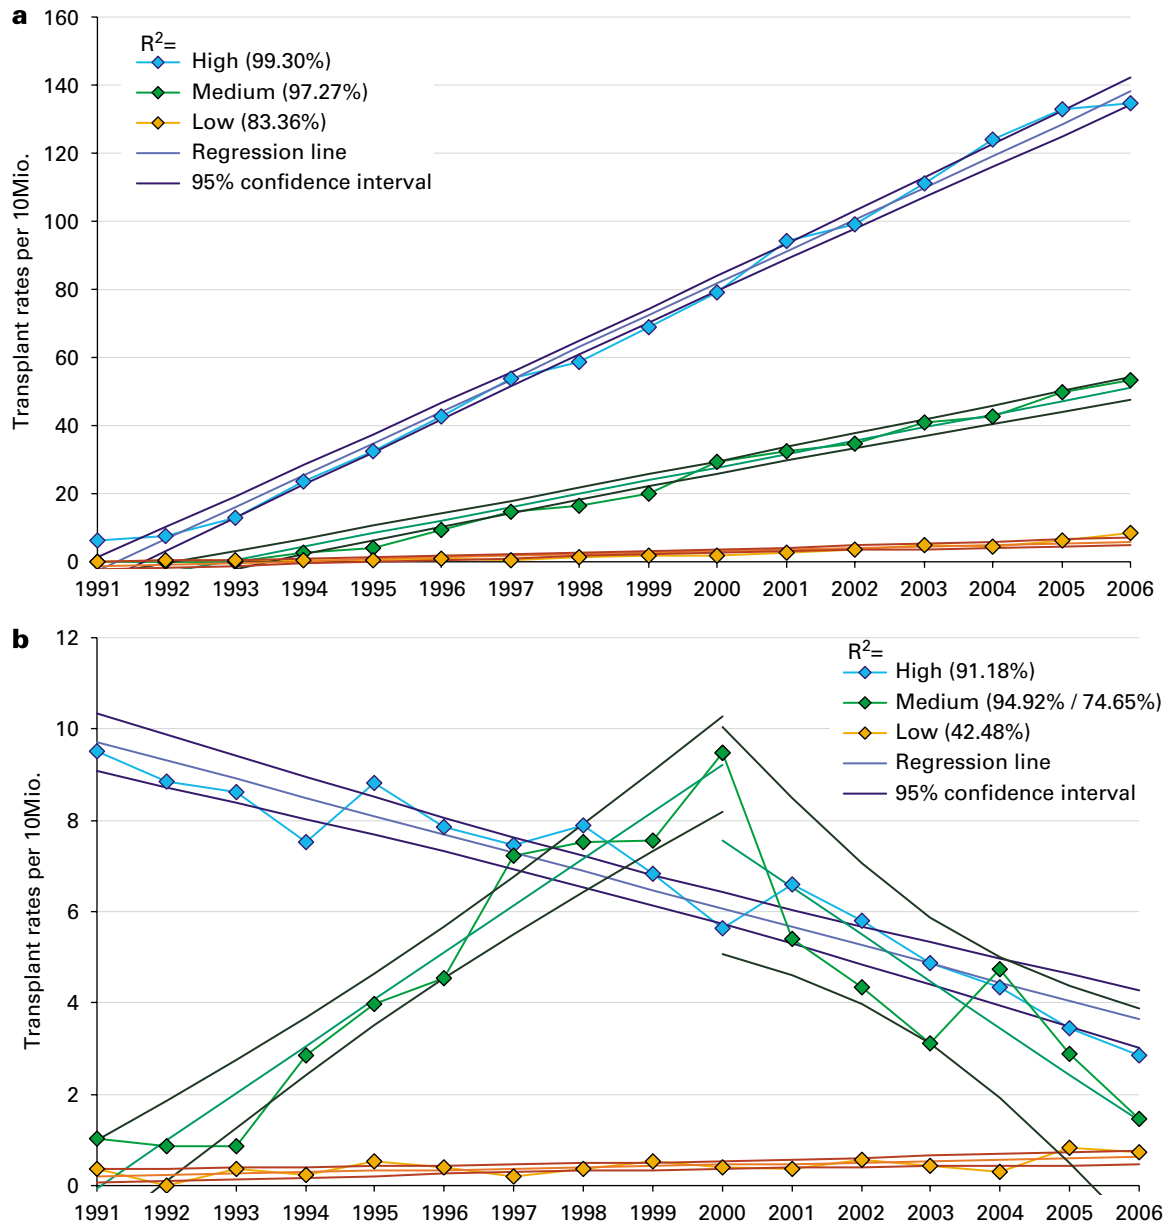 a
160
140
120
100
80
60
40
20
0
Transplant rates per 10Mio.
R²=
High (99.30%)
Medium (97.27%)
Low (83.36%)
Regression line
95% confidence interval
1991 1992 1993 1994 1995 1996 1997 1998 1999 2000 2001 2002 2003 2004 2005 2006
b
12
10
8
6
4
2
0
Transplant rates per 10Mio.
R²=
High (91.18%)
Medium (94.92% / 74.65%)
Low (42.48%)
Regression line
95% confidence interval
1991 1992 1993 1994 1995 1996 1997 1998 1999 2000 2001 2002 2003 2004 2005 2006